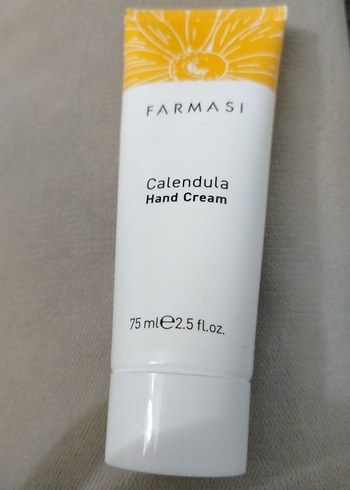 FARMASI
Calendula
Hand Cream
75 ml℮2.5 fl.oz.